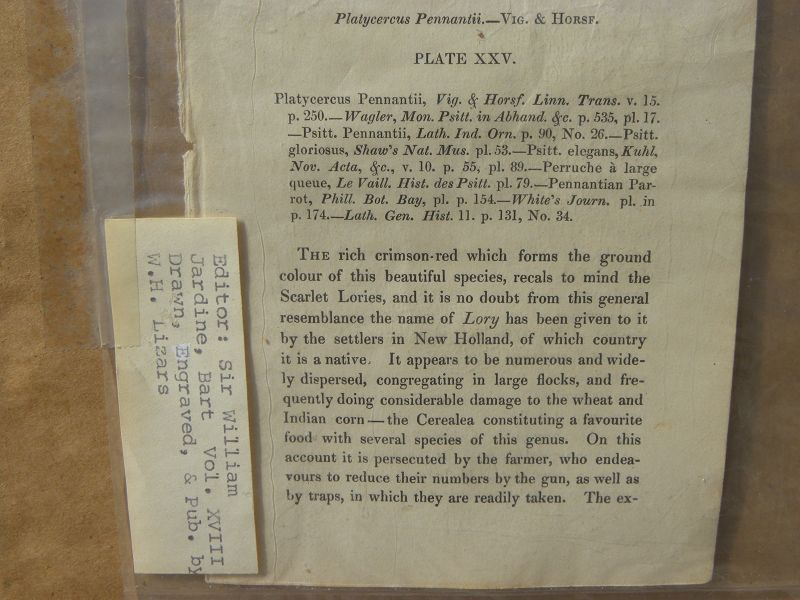 Platycercus Pennantii.—Vig. & Horsf.
PLATE XXV.
Platycercus Pennantii, Vig. & Horsf. Linn. Trans. v. 15.
p. 250.—Wagler, Mon. Psitt. in Abhand. &c. p. 535, pl. 17.
—Psitt. Pennantii, Lath. Ind. Orn. p. 90, No. 26.—Psitt.
gloriosus, Shaw's Nat. Mus. pl. 53.—Psitt. elegans, Kuhl,
Nov. Acta, &c., v. 10. p. 55, pl. 89.—Perruche à large
queue, Le Vaill. Hist. des Psitt. pl. 79.—Pennantian Par-
rot, Phill. Bot. Bay, pl. p. 154.—White's Journ. pl. in
p. 174.—Lath. Gen. Hist. 11. p. 131, No. 34.
The rich crimson-red which forms the ground
colour of this beautiful species, recals to mind the
Scarlet Lories, and it is no doubt from this general
resemblance the name of Lory has been given to it
by the settlers in New Holland, of which country
it is a native. It appears to be numerous and wide-
ly dispersed, congregating in large flocks, and fre-
quently doing considerable damage to the wheat and
Indian corn—the Cerealea constituting a favourite
food with several species of this genus. On this
account it is persecuted by the farmer, who endea-
vours to reduce their numbers by the gun, as well as
by traps, in which they are readily taken. The ex-
Editor: Sir William
Jardine, Bart Vol. XVIII
Drawn, Engraved, & Pub. by
W.H. Lizars